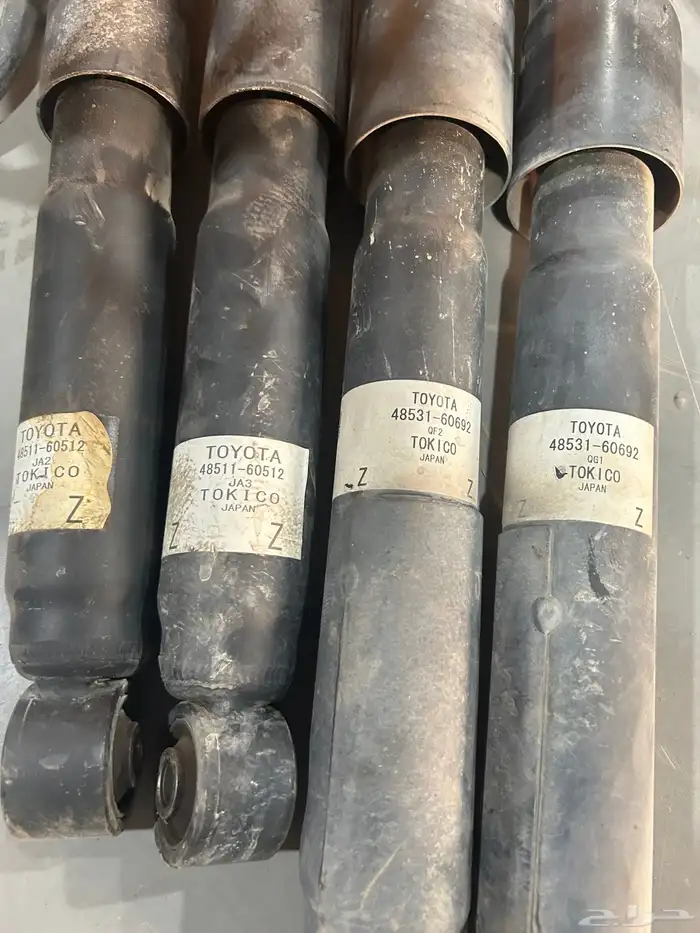 TOYOTA
48511-60512
JA2
TOKICO
JAPAN
Z
TOYOTA
48511-60512
JA3
TOKICO
JAPAN
Z Z
TOYOTA
48531-60692
QF2
TOKICO
JAPAN
Z Z
TOYOTA
48531-60692
QG1
TOKICO
JAPAN
Z Z
حراج